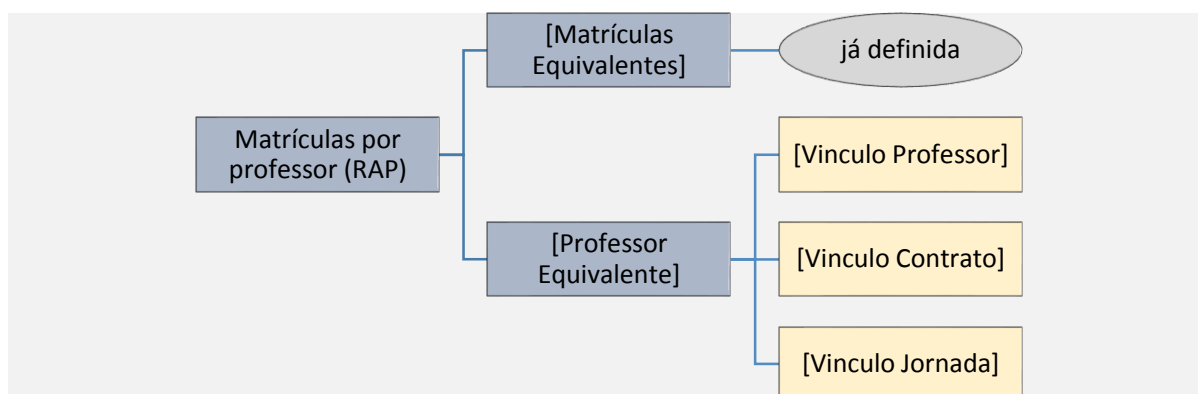 [Matrículas
Equivalentes]
já definida
Matrículas por
professor (RAP)
[Vinculo Professor]
[Professor
Equivalente]
[Vinculo Contrato]
[Vinculo Jornada]